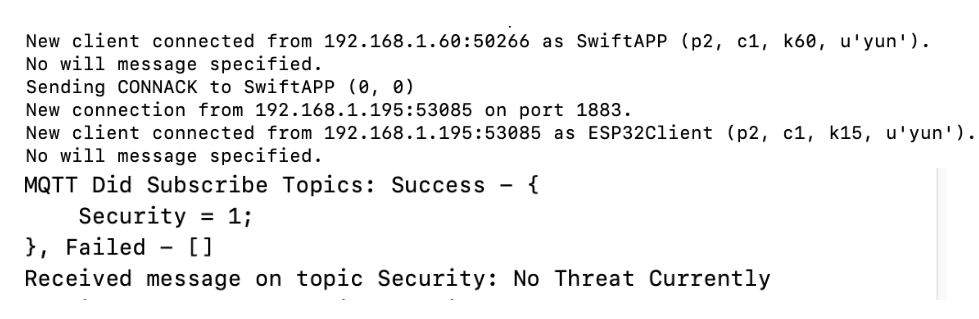 New client connected from 192.168.1.60:50266 as SwiftAPP (p2, c1, k60, u'yun').
No will message specified.
Sending CONNACK to SwiftAPP (0, 0)
New connection from 192.168.1.195:53085 on port 1883.
New client connected from 192.168.1.195:53085 as ESP32Client (p2, c1, k15, u'yun').
No will message specified.
MQTT Did Subscribe Topics: Success – {
    Security = 1;
}, Failed – []
Received message on topic Security: No Threat Currently